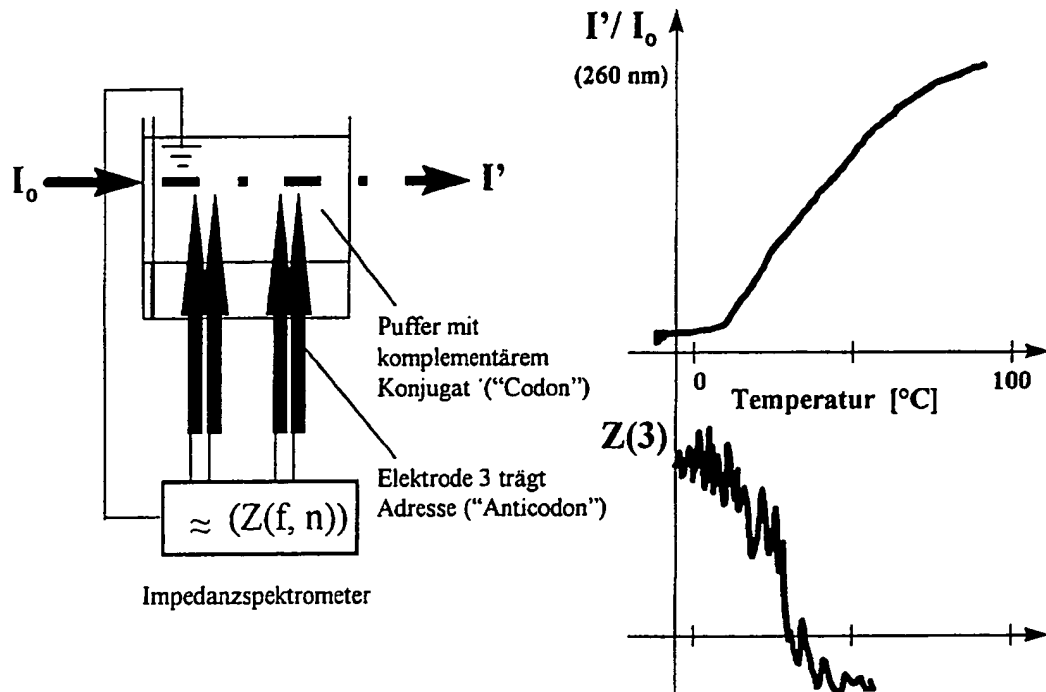 I₀
I'
Puffer mit
komplementärem
Konjugat ("Codon")
Elektrode 3 trägt
Adresse ("Anticodon")
≈ (Z(f, n))
Impedanzspektrometer
I'/ I₀
(260 nm)
0
100
Temperatur [°C]
Z(3)